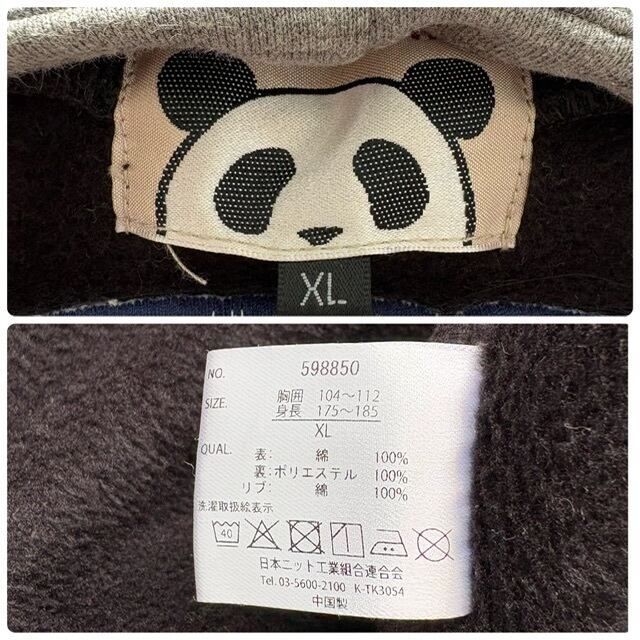 XL
NO. 598850
SIZE. 胸囲 104〜112
身長 175〜185
XL
QUAL. 表: 綿 100%
裏:ポリエステル 100%
リブ: 綿 100%
洗濯取扱絵表示
40
日本ニット工業組合連合会
Tel. 03-5600-2100 K-TK3054
中国製